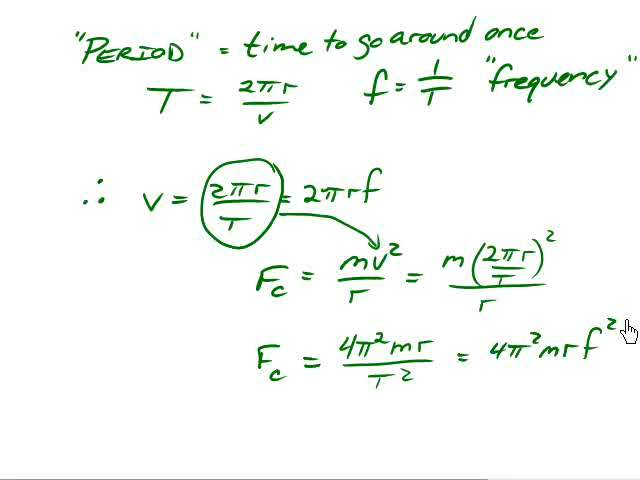 "PERIOD" = time to go around once
T = 2πr/v    f = 1/T    "frequency"
∴ v = 2πr/T = 2πrf
F_c = mv²/r = m(2πr/T)²/r
F_c = 4π²mr/T² = 4π²mrf²